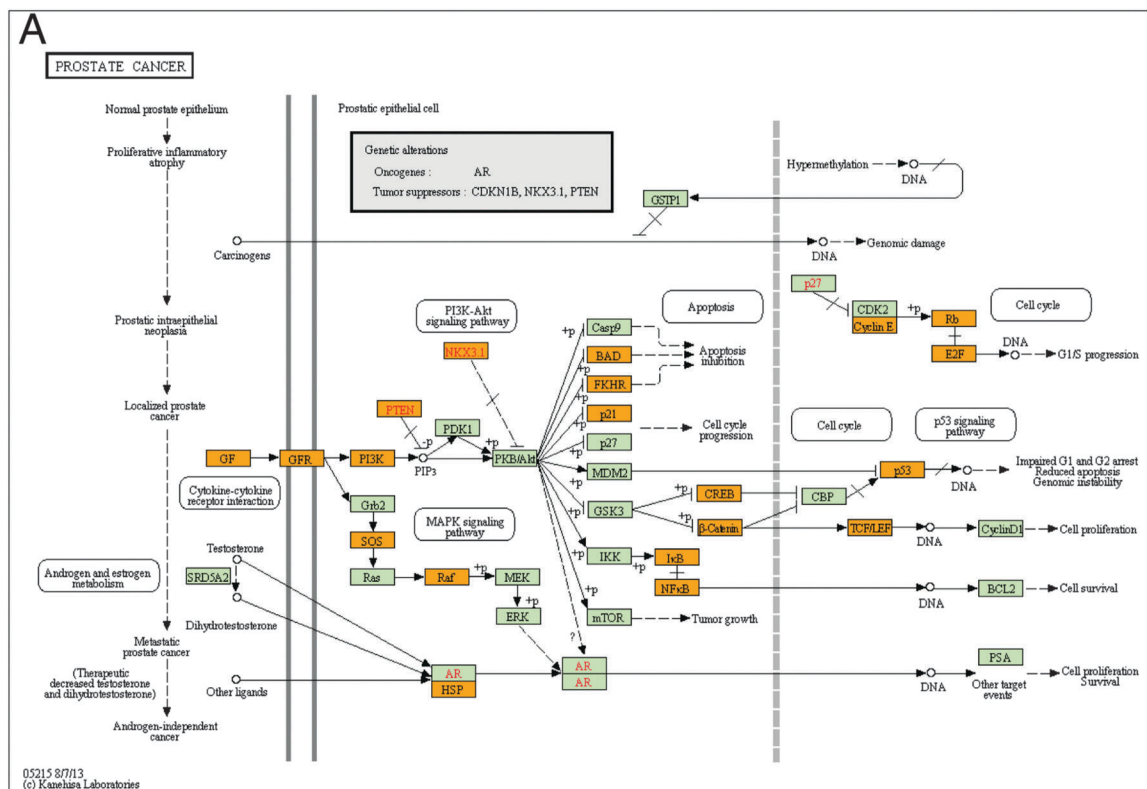 A
PROSTATE CANCER
Normal prostate epithelium
Proliferative inflammatory
atrophy
Prostatic intraepithelial
neoplasia
Localized prostate
cancer
Metastatic
prostate cancer
(Therapeutic
decreased testosterone
and dihydrotestosterone)
Androgen-independent
cancer
Prostatic epithelial cell
Genetic alterations
Oncogenes : AR
Tumor suppressors : CDKN1B, NKX3.1, PTEN
Hypermethylation
DNA
GSTP1
Carcinogens
DNA
Genomic damage
p27
CDK2
Cyclin E
+p
Rb
E2F
DNA
G1/S progression
Cell cycle
PI3K-Akt
signaling pathway
Apoptosis
NKX3.1
+p
Casp9
+p
BAD
+p
FKHR
+p
p21
+p
p27
+p
MDM2
+p
GSK3
+p
IKK
+p
mTOR
Apoptosis
inhibition
Cell cycle
progression
PTEN
-p
PDK1
+p
GF
GFR
PI3K
PIP3
PKB/Akt
Cytokine-cytokine
receptor interaction
Grb2
SOS
MAPK signaling
pathway
Ras
Raf
+p
MEK
+p
ERK
Cell cycle
p53 signaling
pathway
p53
DNA
Impaired G1 and G2 arrest
Reduced apoptosis
Genomic instability
+p
CREB
CBP
+p
β-Catenin
TCF/LEF
DNA
CyclinD1
Cell proliferation
+p
IκB
NFκB
DNA
BCL2
Cell survival
Tumor growth
Androgen and estrogen
metabolism
Testosterone
SRD5A2
Dihydrotestosterone
Other ligands
AR
HSP
?
AR
AR
DNA
PSA
Other target
events
Cell proliferation
Survival
05215 8/7/13
(c) Kanehisa Laboratories